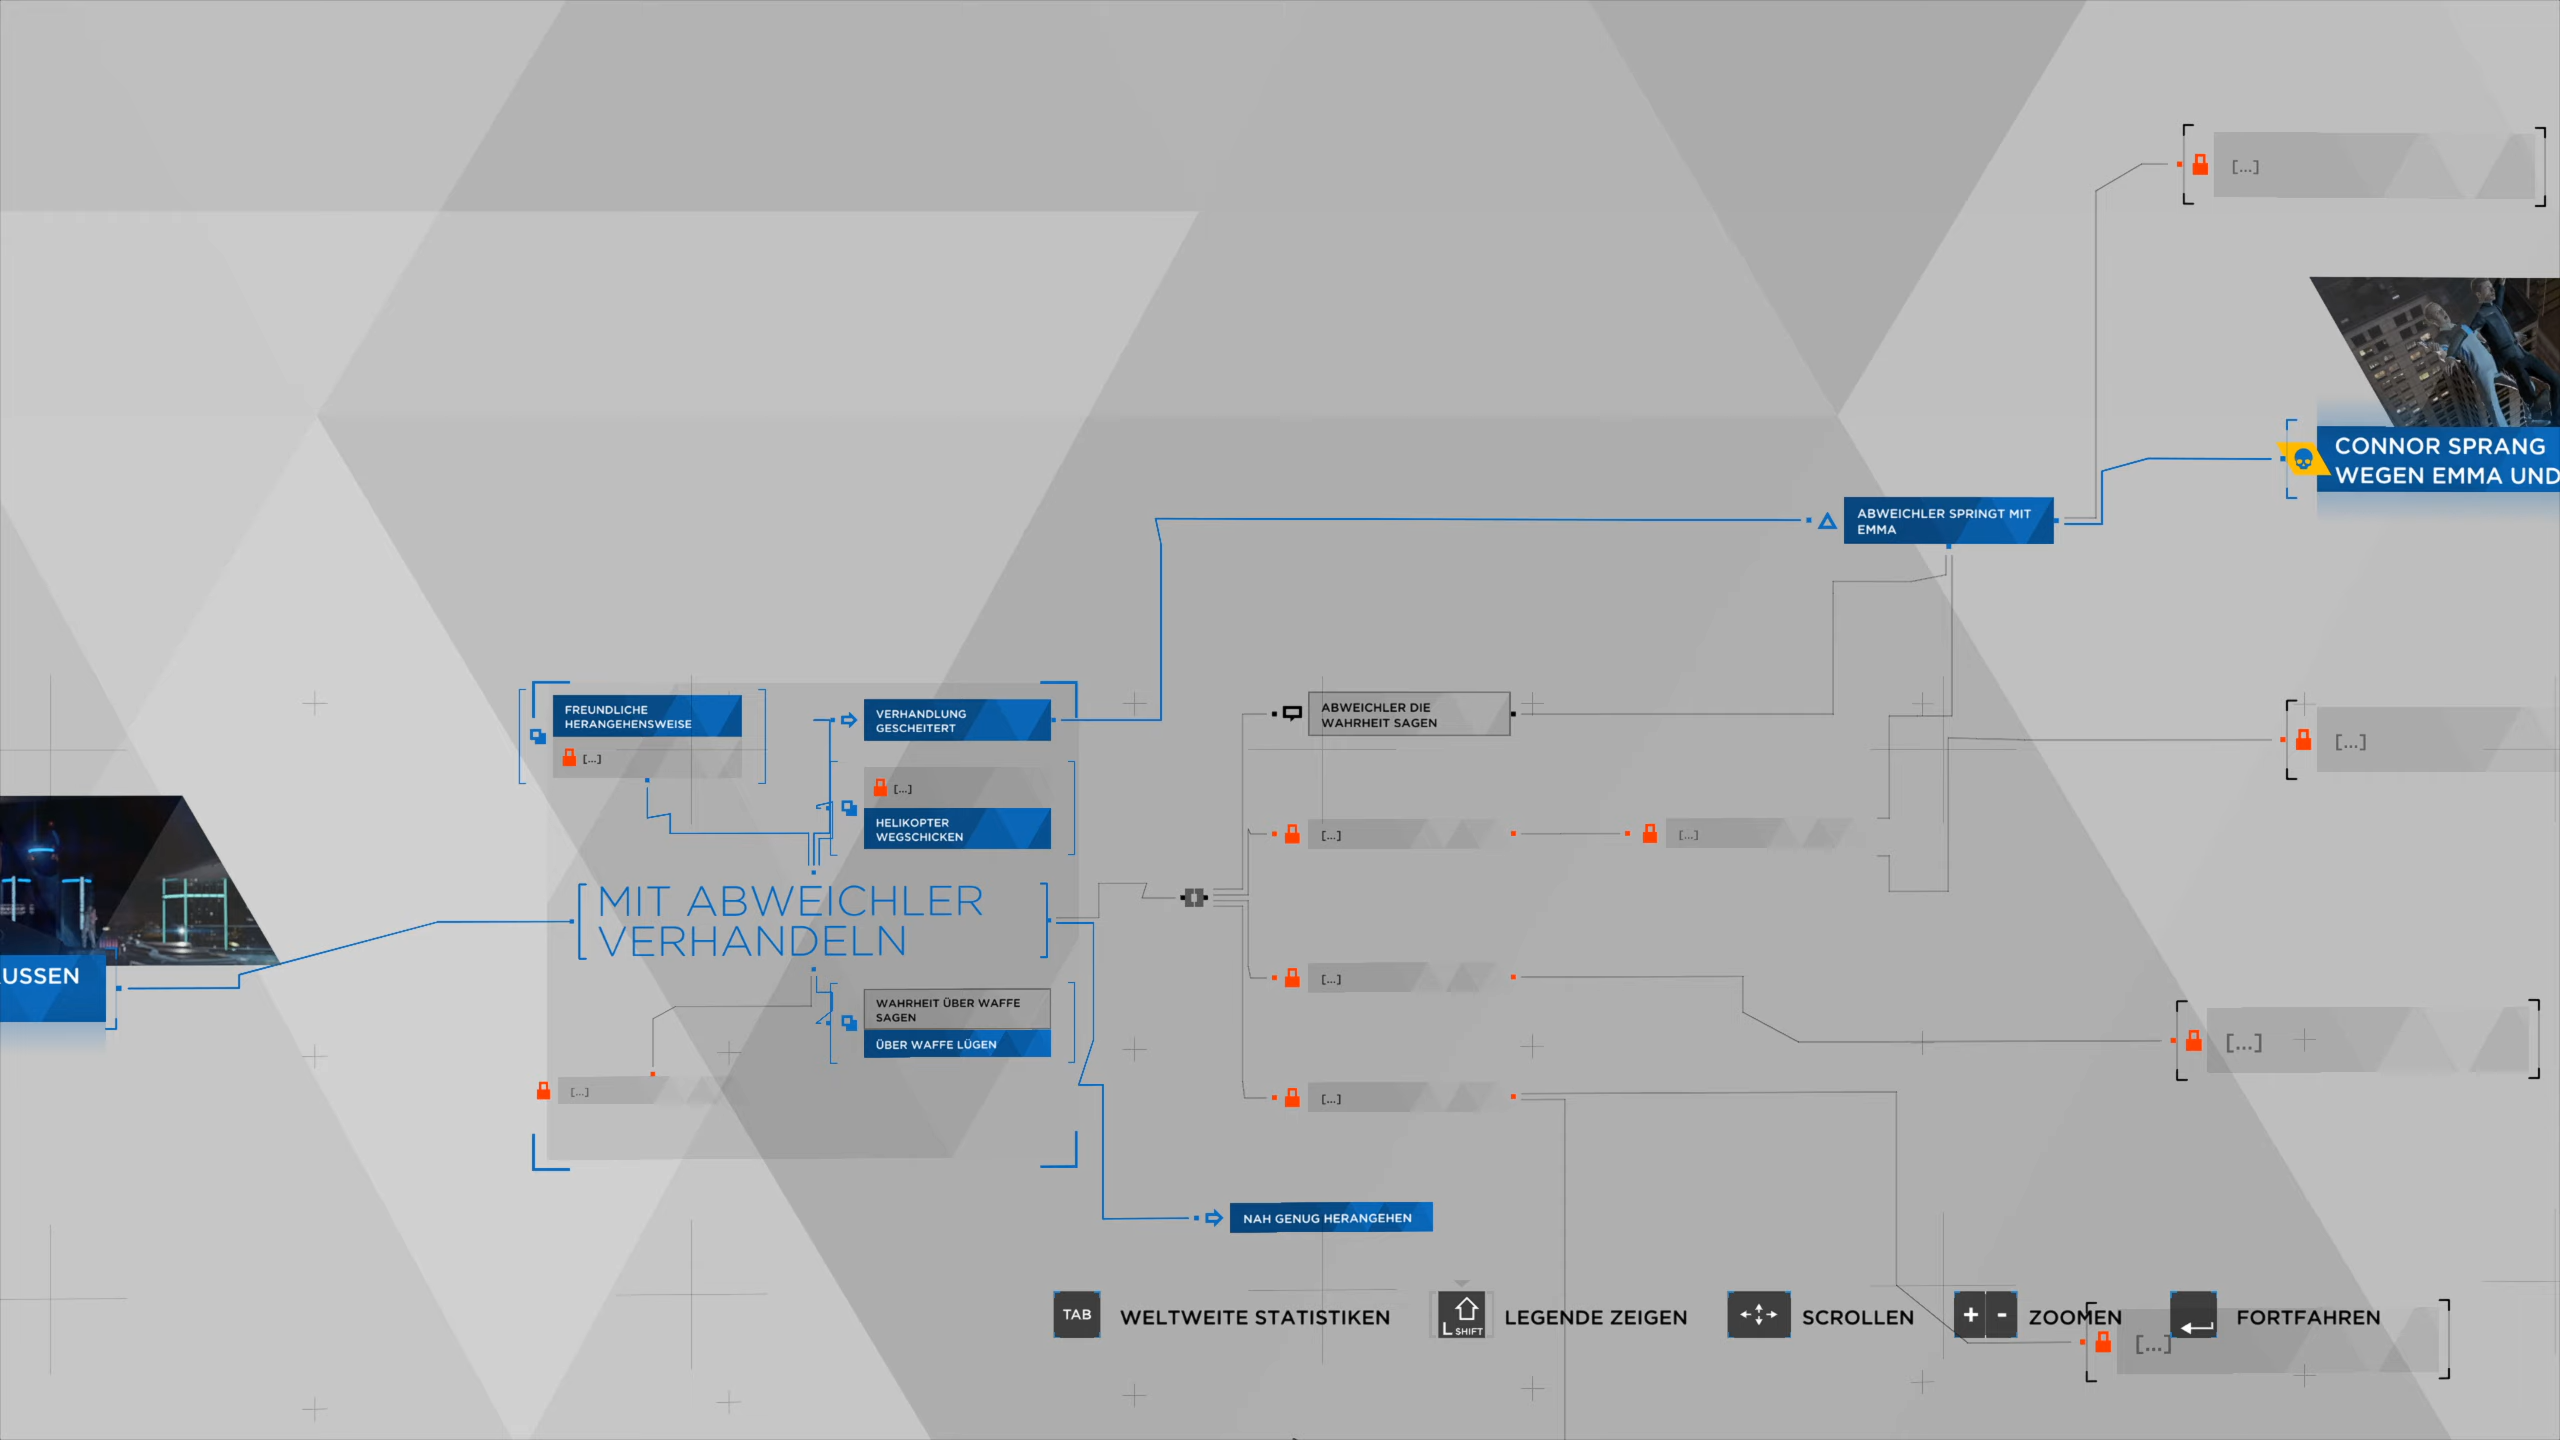 [...]
CONNOR SPRANG
WEGEN EMMA UND
ABWEICHLER SPRINGT MIT
EMMA
FREUNDLICHE
HERANGEHENSWEISE
[...]
VERHANDLUNG
GESCHEITERT
[...]
HELIKOPTER
WEGSCHICKEN
ABWEICHLER DIE
WAHRHEIT SAGEN
[...]
[...]
[...]
MIT ABWEICHLER
VERHANDELN
USSEN
[...]
WAHRHEIT ÜBER WAFFE
SAGEN
ÜBER WAFFE LÜGEN
[...]
[...]
[...]
NAH GENUG HERANGEHEN
TAB WELTWEITE STATISTIKEN
L SHIFT LEGENDE ZEIGEN
SCROLLEN
+ - ZOOMEN
FORTFAHREN
[...]